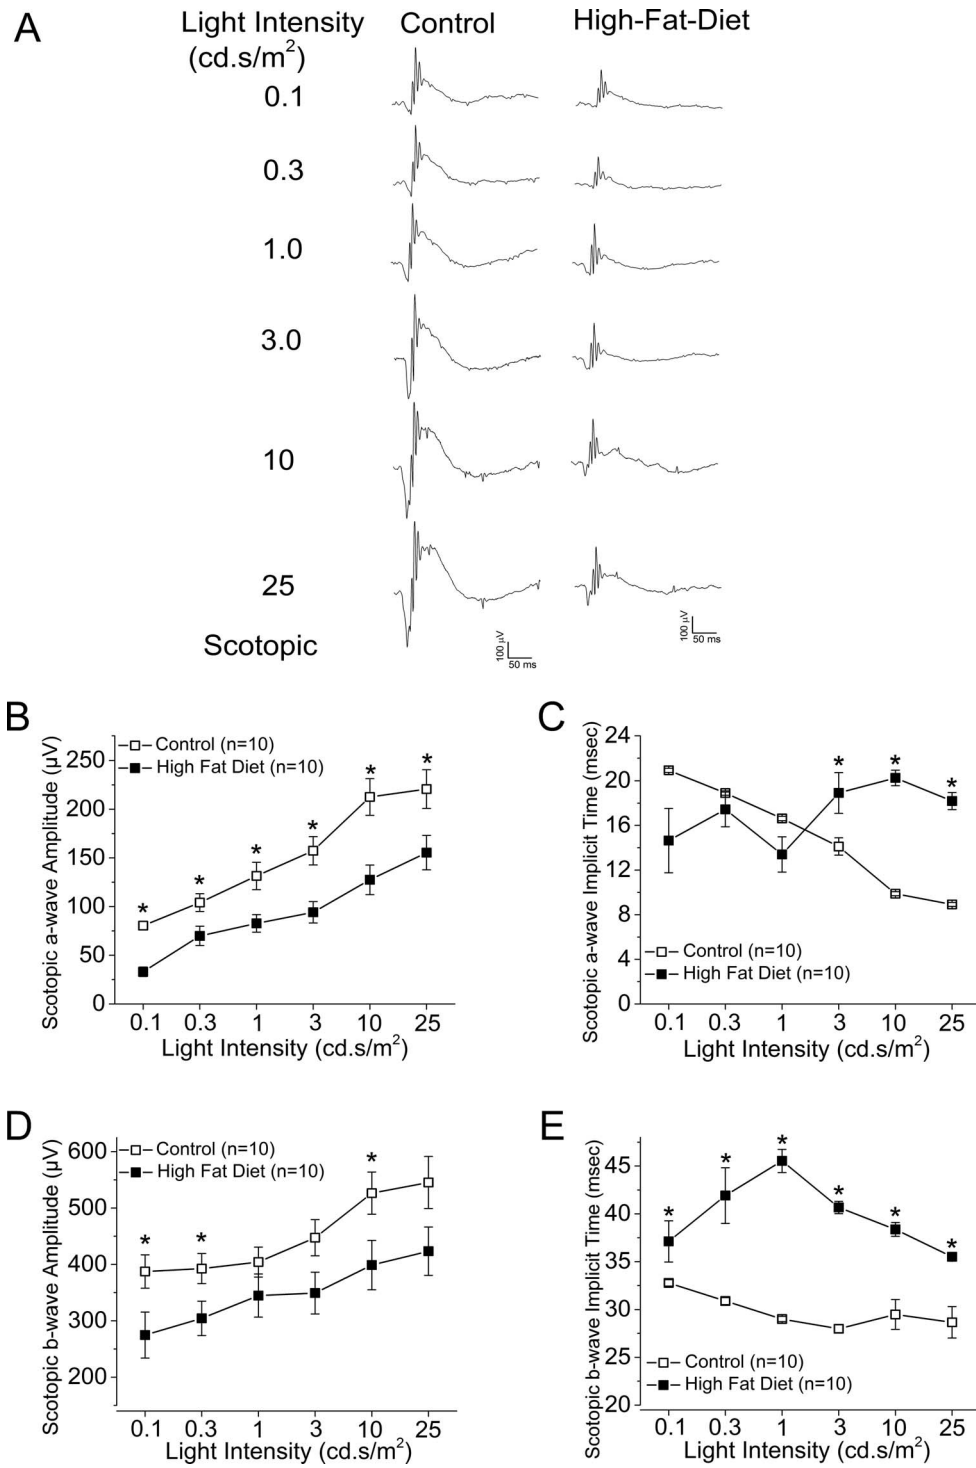 A
Light Intensity
(cd.s/m²)
Control
High-Fat-Diet
0.1
0.3
1.0
3.0
10
25
Scotopic
100 µV
50 ms
100 µV
50 ms
B
Control (n=10)
High Fat Diet (n=10)
Scotopic a-wave Amplitude (µV)
250
200
150
100
50
0
*
*
*
*
*
*
0.1 0.3 1 3 10 25
Light Intensity (cd.s/m²)
C
Scotopic a-wave Implicit Time (msec)
24
20
16
12
8
4
0
*
*
*
Control (n=10)
High Fat Diet (n=10)
0.1 0.3 1 3 10 25
Light Intensity (cd.s/m²)
D
Control (n=10)
High Fat Diet (n=10)
Scotopic b-wave Amplitude (µV)
600
500
400
300
200
*
*
*
0.1 0.3 1 3 10 25
Light Intensity (cd.s/m²)
E
Scotopic b-wave Implicit Time (msec)
45
40
35
30
25
20
*
*
*
*
*
*
Control (n=10)
High Fat Diet (n=10)
0.1 0.3 1 3 10 25
Light Intensity (cd.s/m²)